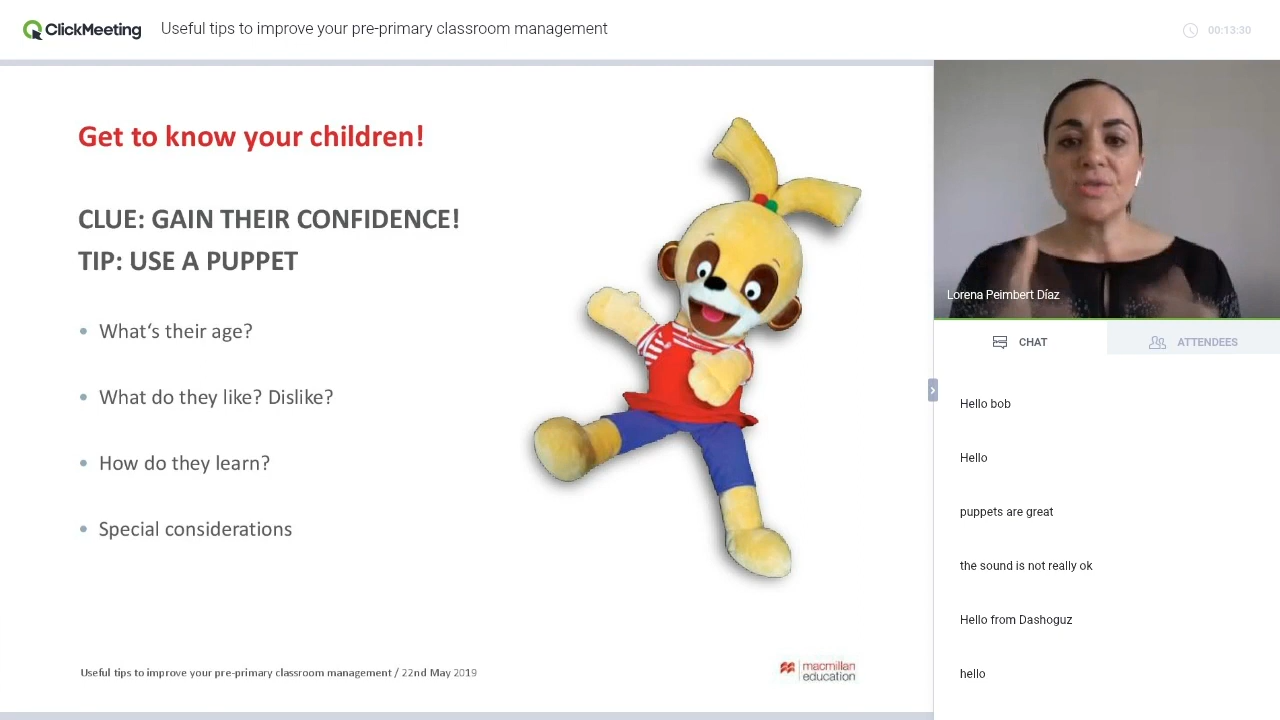 ClickMeeting
Useful tips to improve your pre-primary classroom management
00:13:30
Get to know your children!
CLUE: GAIN THEIR CONFIDENCE!
TIP: USE A PUPPET
• What's their age?
• What do they like? Dislike?
• How do they learn?
• Special considerations
Useful tips to improve your pre-primary classroom management / 22nd May 2019
macmillan
education
Lorena Peimbert Díaz
CHAT
ATTENDEES
Hello bob
Hello
puppets are great
the sound is not really ok
Hello from Dashoguz
hello